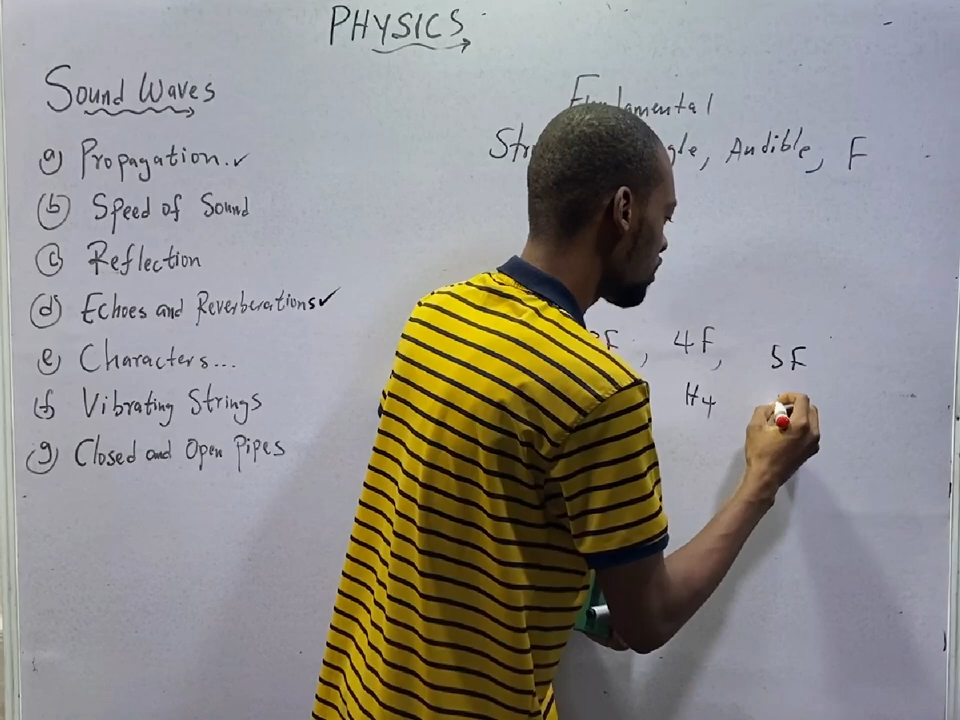 PHYSICS
Sound Waves
a) Propagation. ✓
b) Speed of Sound
c) Reflection
d) Echoes and Reverberations ✓
e) Characters...
f) Vibrating Strings
g) Closed and Open Pipes
Fundamental
Audible, F
, 4F, 5F
H4